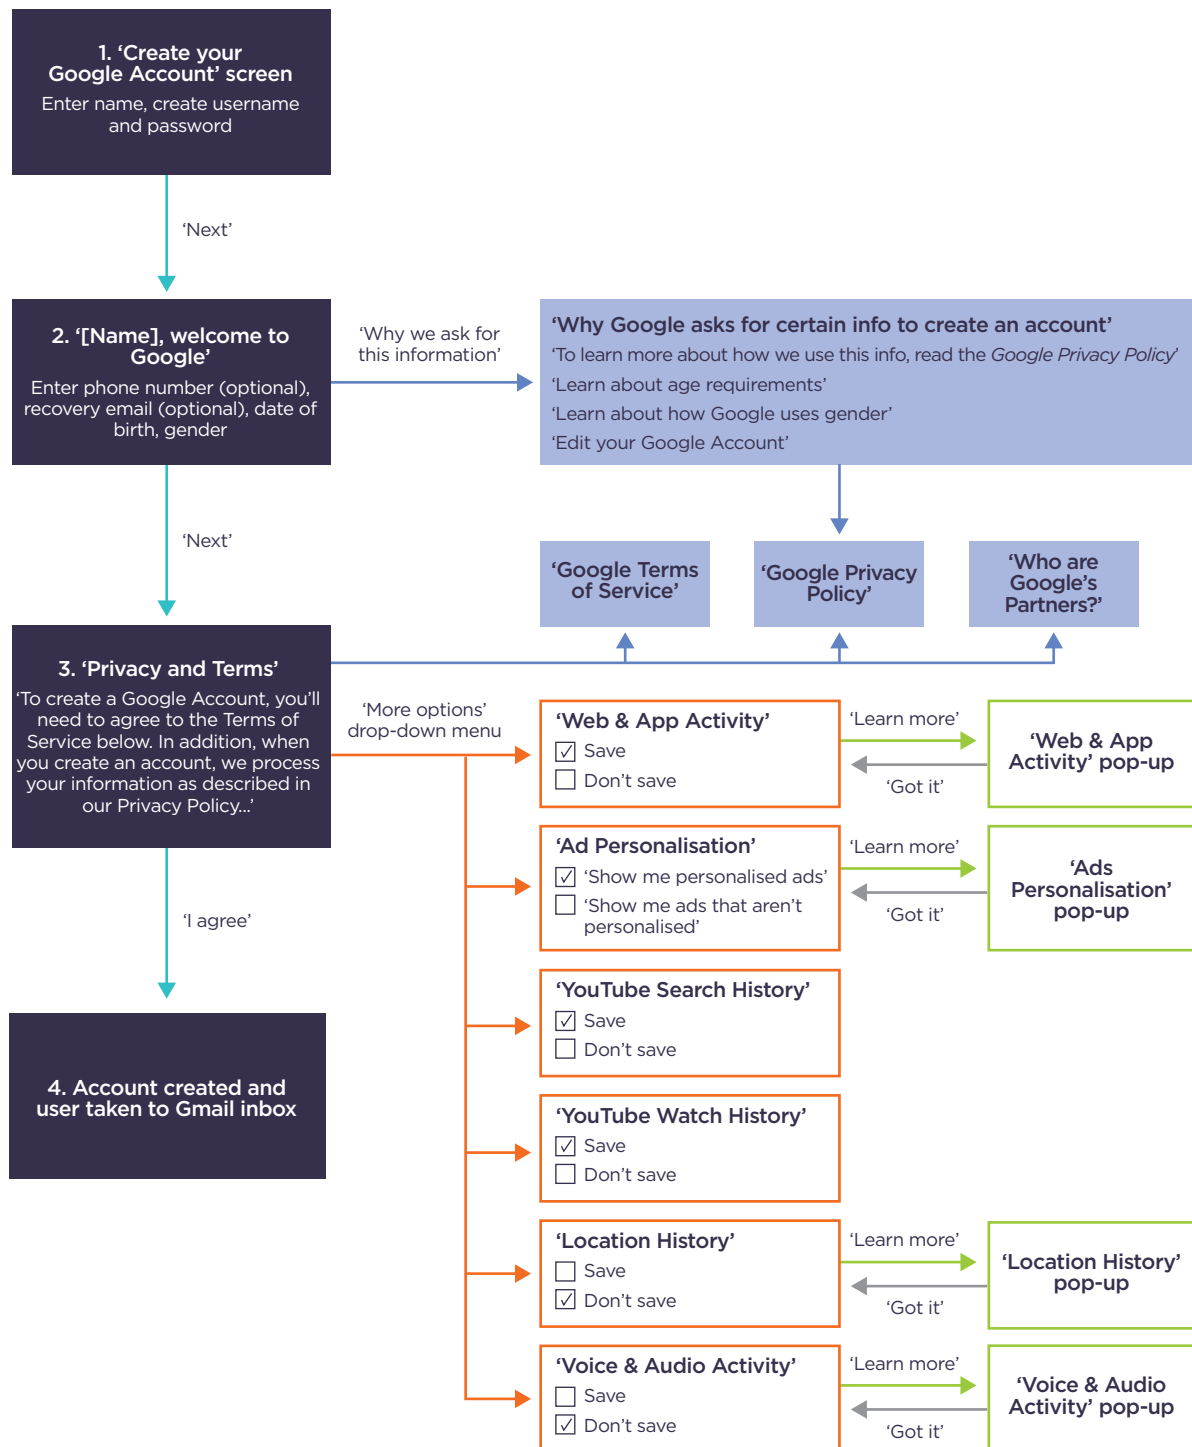 1. ‘Create your
Google Account’ screen
Enter name, create username
and password
‘Next’
2. ‘[Name], welcome to
Google’
Enter phone number (optional),
recovery email (optional), date of
birth, gender
‘Why we ask for
this information’
‘Why Google asks for certain info to create an account’
‘To learn more about how we use this info, read the Google Privacy Policy’
‘Learn about age requirements’
‘Learn about how Google uses gender’
‘Edit your Google Account’
‘Next’
‘Google Terms
of Service’
‘Google Privacy
Policy’
‘Who are
Google’s
Partners?’
3. ‘Privacy and Terms’
‘To create a Google Account, you’ll
need to agree to the Terms of
Service below. In addition, when
you create an account, we process
your information as described in
our Privacy Policy...’
‘More options’
drop-down menu
‘Web & App Activity’
Save
Don’t save
‘Learn more’
‘Got it’
‘Web & App
Activity’ pop-up
‘Ad Personalisation’
‘Show me personalised ads’
‘Show me ads that aren’t
personalised’
‘Learn more’
‘Got it’
‘Ads
Personalisation’
pop-up
‘I agree’
‘YouTube Search History’
Save
Don’t save
4. Account created and
user taken to Gmail inbox
‘YouTube Watch History’
Save
Don’t save
‘Location History’
Save
Don’t save
‘Learn more’
‘Got it’
‘Location History’
pop-up
‘Voice & Audio Activity’
Save
Don’t save
‘Learn more’
‘Got it’
‘Voice & Audio
Activity’ pop-up